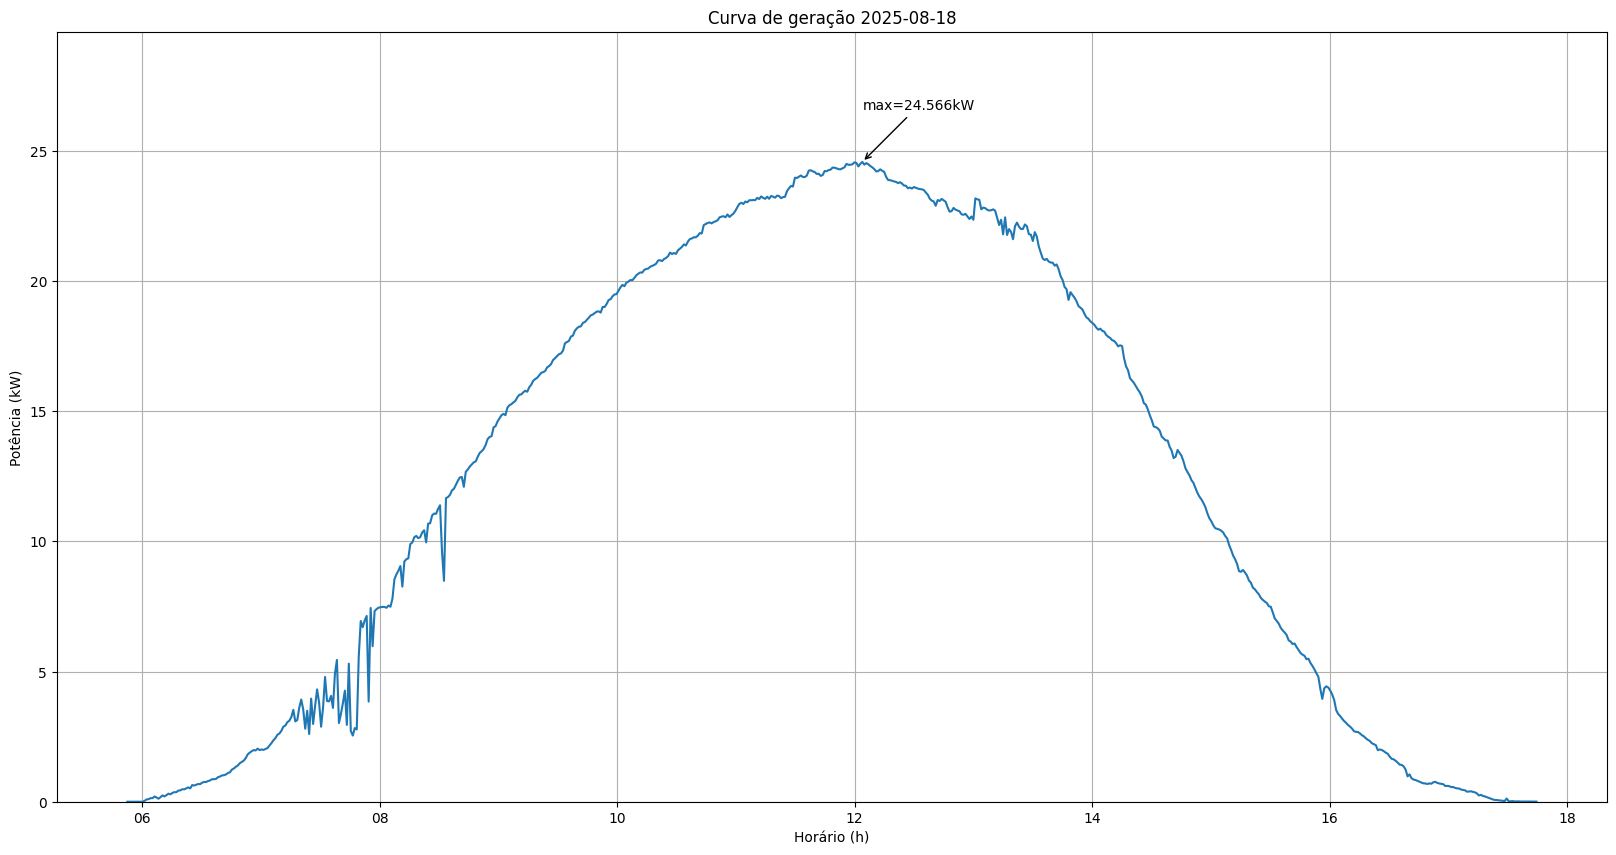 Curva de geração 2025-08-18
max=24.566kW
25
20
15
10
5
0
Potência (kW)
06 08 10 12 14 16 18
Horário (h)